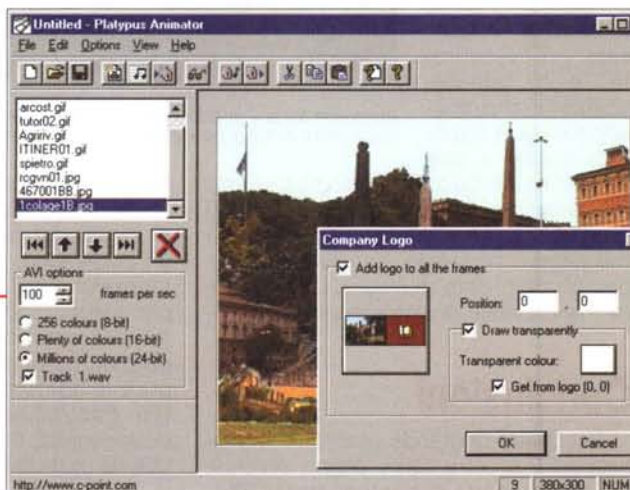 Untitled - Platypus Animator
File Edit Options View Help
arcost.gif
tutor02.gif
Agririv.gif
ITINER01.gif
spietro.gif
rcgvn01.jpg
467001BB.jpg
1colage1B.jpg
AVI options
100 frames per sec
256 colours (8-bit)
Plenty of colours (16-bit)
Millions of colours (24-bit)
Track 1.wav
Company Logo
Add logo to all the frames
Position: 0 , 0
Draw transparently
Transparent colour:
Get from logo (0, 0)
OK Cancel
http://www.c-point.com 9 380x300 NUM